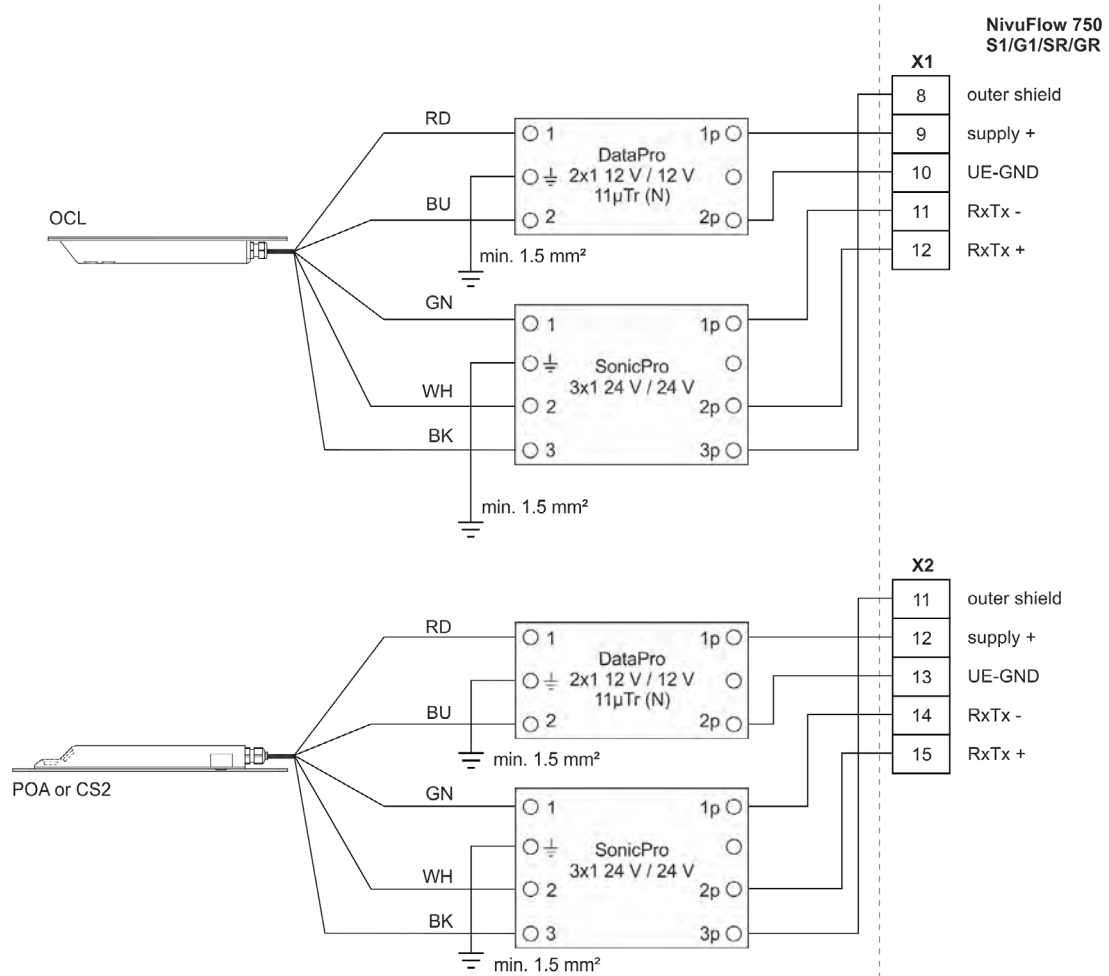 NivuFlow 750
S1/G1/SR/GR
X1
8 outer shield
RD
1 1p
9 supply +
DataPro
2x1 12 V / 12 V
11µTr (N)
10 UE-GND
BU
2 2p
11 RxTx -
OCL
12 RxTx +
min. 1.5 mm²
GN
1 1p
SonicPro
3x1 24 V / 24 V
WH
2 2p
BK
3 3p
min. 1.5 mm²
X2
11 outer shield
RD
1 1p
12 supply +
DataPro
2x1 12 V / 12 V
11µTr (N)
13 UE-GND
BU
2 2p
14 RxTx -
15 RxTx +
min. 1.5 mm²
POA or CS2
GN
1 1p
SonicPro
3x1 24 V / 24 V
WH
2 2p
BK
3 3p
min. 1.5 mm²